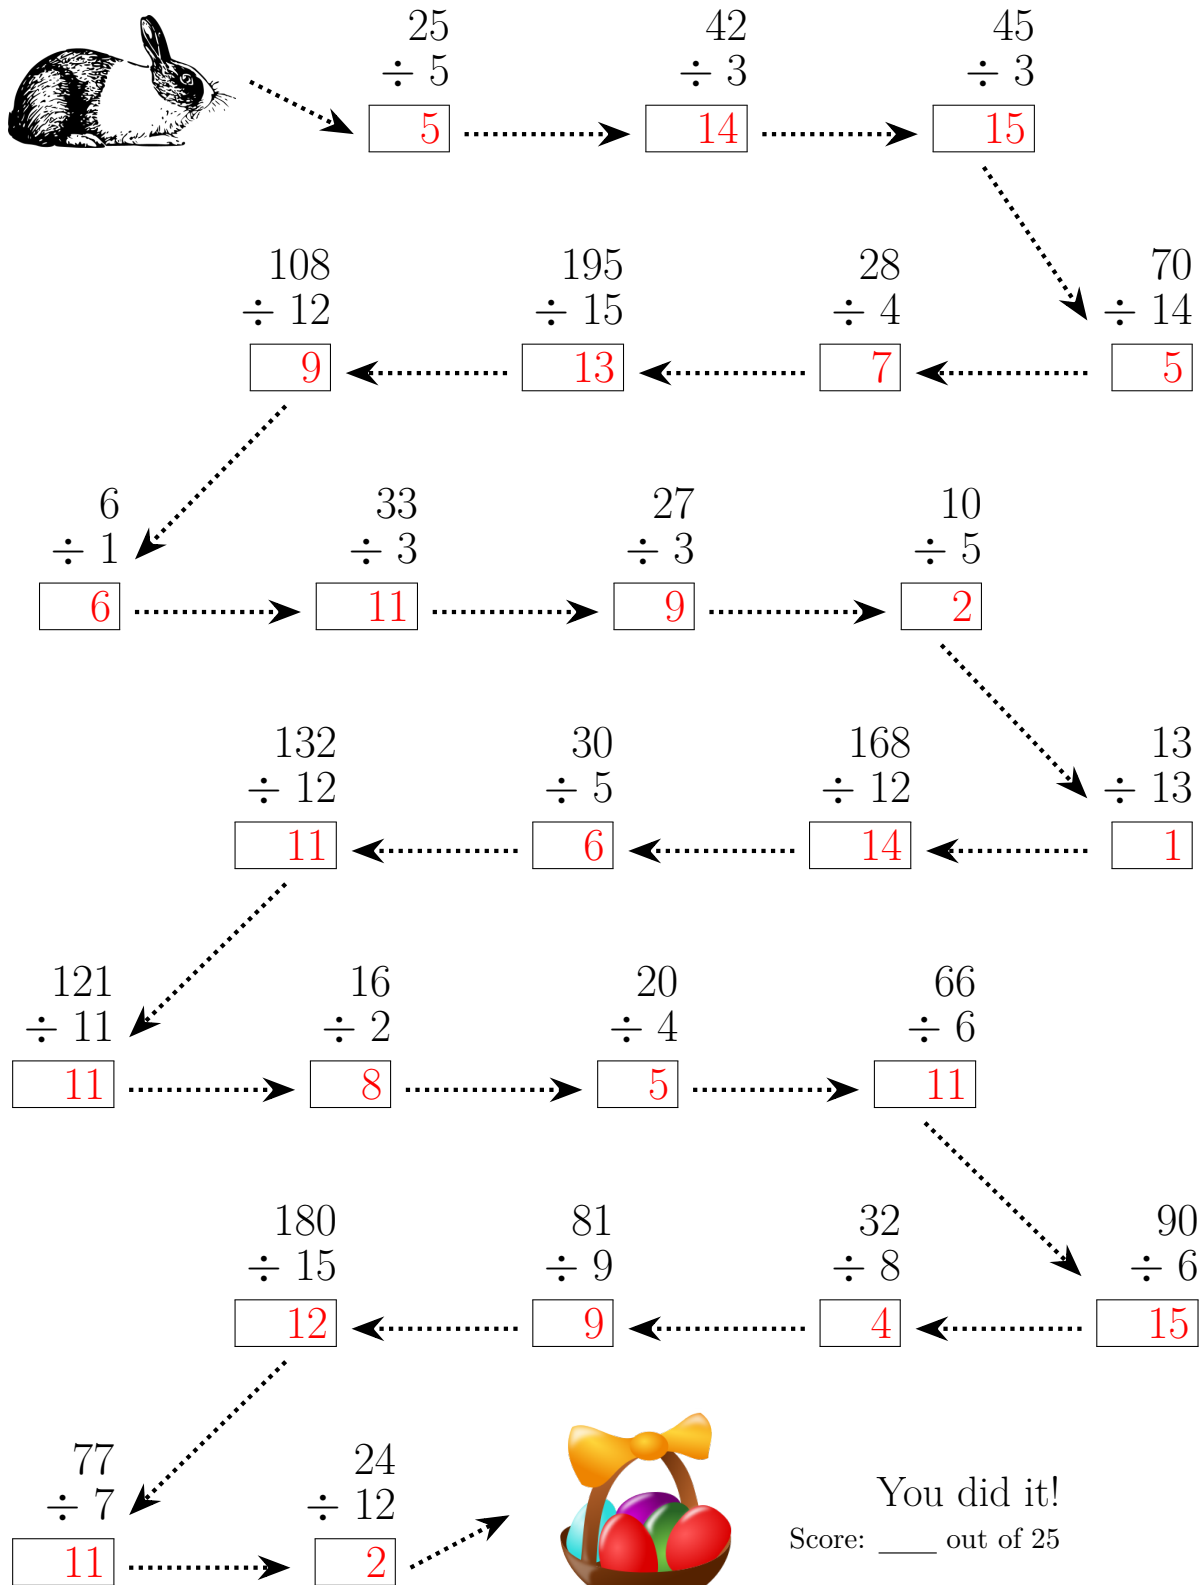 25 42 45
÷ 5 ÷ 3 ÷ 3
5 14 15
108 195 28 70
÷ 12 ÷ 15 ÷ 4 ÷ 14
9 13 7 5
6 33 27 10
÷ 1 ÷ 3 ÷ 3 ÷ 5
6 11 9 2
132 30 168 13
÷ 12 ÷ 5 ÷ 12 ÷ 13
11 6 14 1
121 16 20 66
÷ 11 ÷ 2 ÷ 4 ÷ 6
11 8 5 11
180 81 32 90
÷ 15 ÷ 9 ÷ 8 ÷ 6
12 9 4 15
77 24
÷ 7 ÷ 12
11 2
You did it!
Score: ____ out of 25